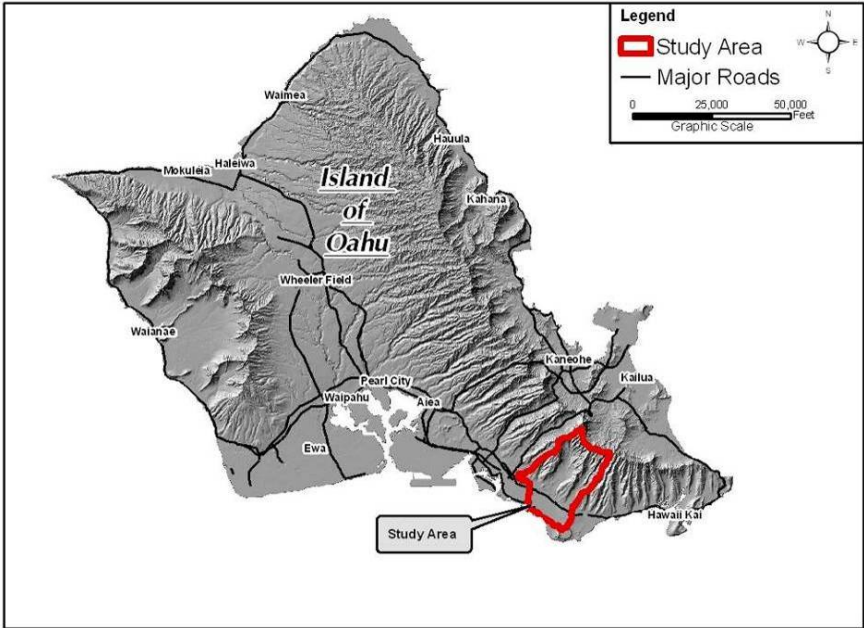 Legend
Study Area
Major Roads
0 25,000 50,000
Feet
Graphic Scale
N
W E
S
Waimea
Hauula
Haleiwa
Mokuleia
Island
of
Oahu
Kahana
Wheeler Field
Waianae
Kaneohe
Kailua
Pearl City
Waipahu
Aiea
Ewa
Hawaii Kai
Study Area